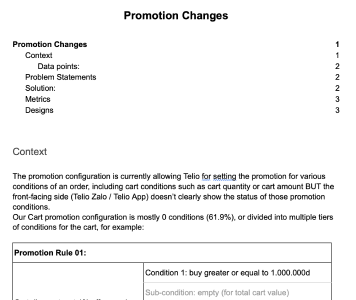 Promotion Changes
Promotion Changes 1
Context 1
Data points: 2
Problem Statements 2
Solution: 2
Metrics 3
Designs 3
Context
The promotion configuration is currently allowing Telio for setting the promotion for various
conditions of an order, including cart conditions such as cart quantity or cart amount BUT the
front-facing side (Telio Zalo / Telio App) doesn't clearly show the status of those promotion
conditions.
Our Cart promotion configuration is mostly 0 conditions (61.9%), or divided into multiple tiers
of conditions for the cart, for example:
Promotion Rule 01:
Condition 1: buy greater or equal to 1.000.000d
Sub-condition: empty (for total cart value)